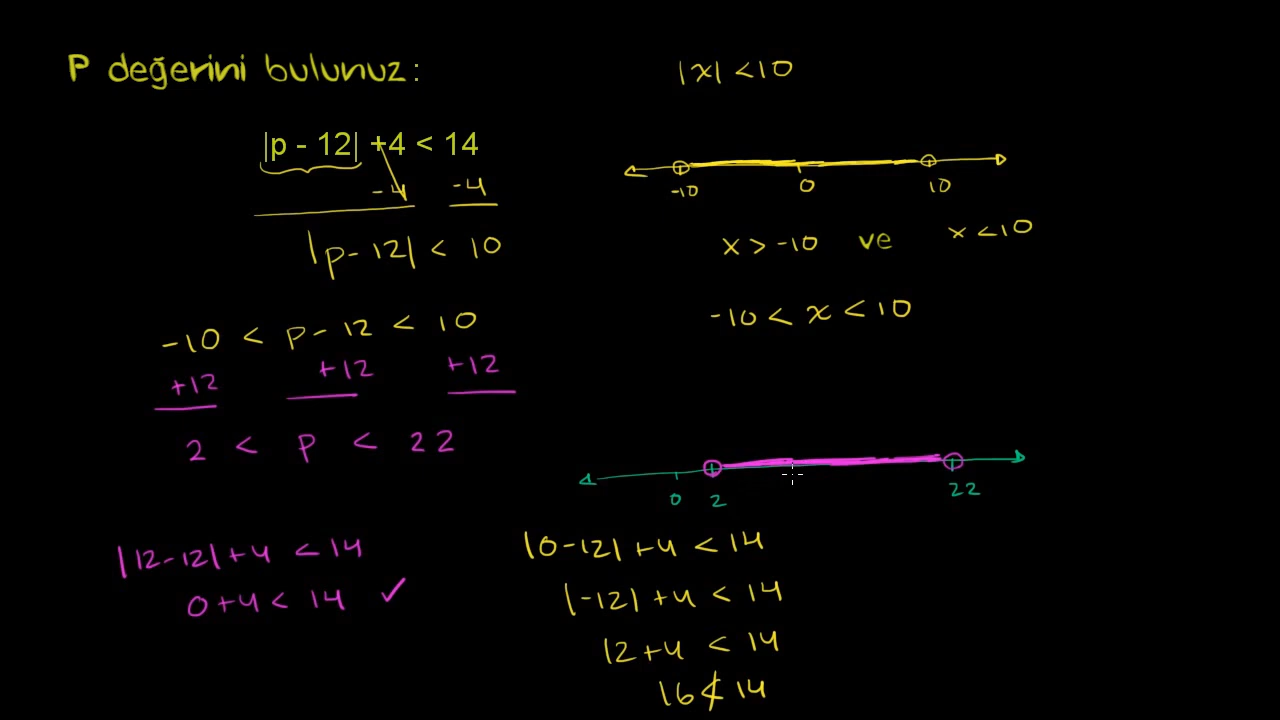 P değerini bulunuz:
|p - 12| +4 < 14
-4 -4
|p-12| < 10
-10 < p-12 < 10
+12 +12 +12
2 < p < 22
|12-12|+4 < 14
0+4 < 14 ✓
|x| <10
-10 0 10
x > -10 ve x <10
-10 < x < 10
0 2 22
|0-12| +4 < 14
|-12| +4 < 14
12+4 < 14
16 ≮ 14